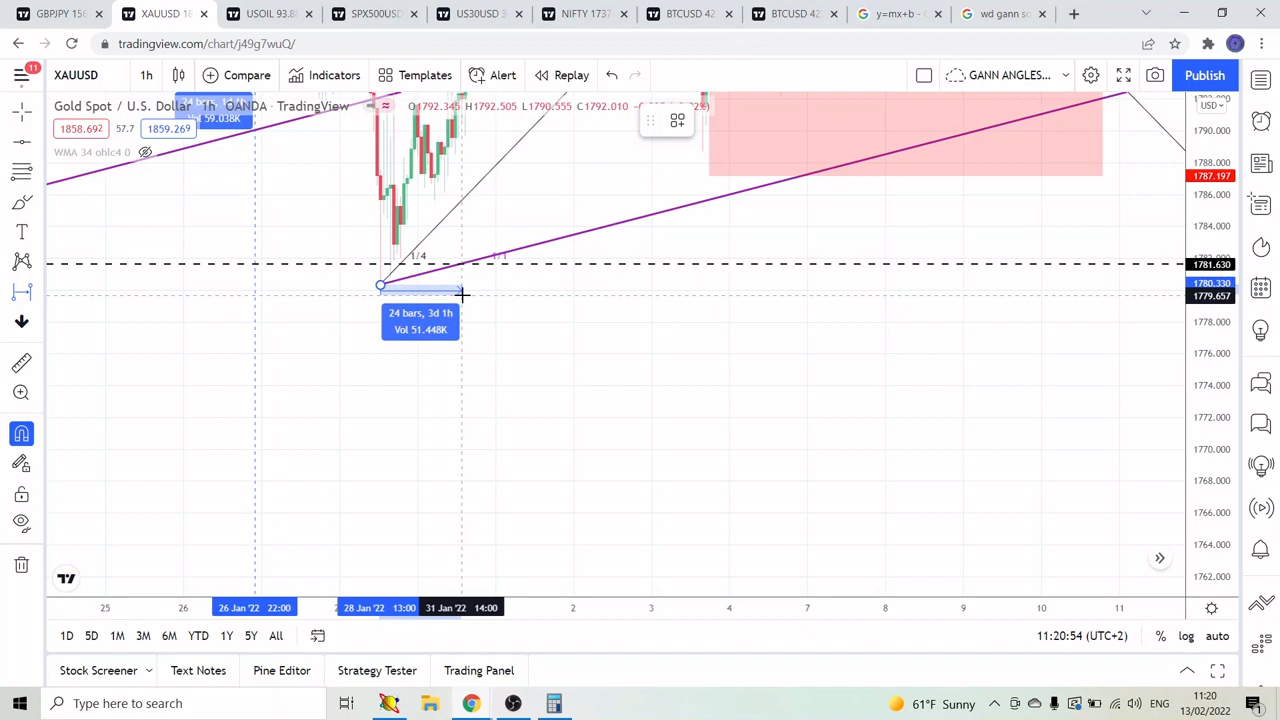 GBPJPY 156
XAUUSD 18
USOIL 93.8
SPX500USD
US30USD 3
NIFTY 1737
BTCUSD 42
BTCUSD 42
y=mx+b - G
wd gann sc
tradingview.com/chart/j49g7wuQ/
11
XAUUSD
1h
Compare
Indicators
Templates
Alert
Replay
GANN ANGLES...
Publish
Gold Spot / U.S. Dollar · 1h · OANDA · TradingView
O1792.345 H1792.505 L1790.555 C1792.010
USD
1858.692
57.7
1859.269
Vol 59.038K
WMA 34 ohlc4 0
1790.000
1788.000
1787.197
1786.000
1784.000
1/4
1/1
1781.630
1780.330
1779.657
24 bars, 3d 1h
Vol 51.448K
1778.000
1776.000
1774.000
1772.000
1770.000
1768.000
1766.000
1764.000
1762.000
25
26
26 Jan '22 22:00
28 Jan '22 13:00
31 Jan '22 14:00
2
3
4
7
8
9
10
11
1D
5D
1M
3M
6M
YTD
1Y
5Y
All
11:20:54 (UTC+2)
%
log
auto
Stock Screener
Text Notes
Pine Editor
Strategy Tester
Trading Panel
Type here to search
61°F Sunny
ENG
11:20
13/02/2022
1